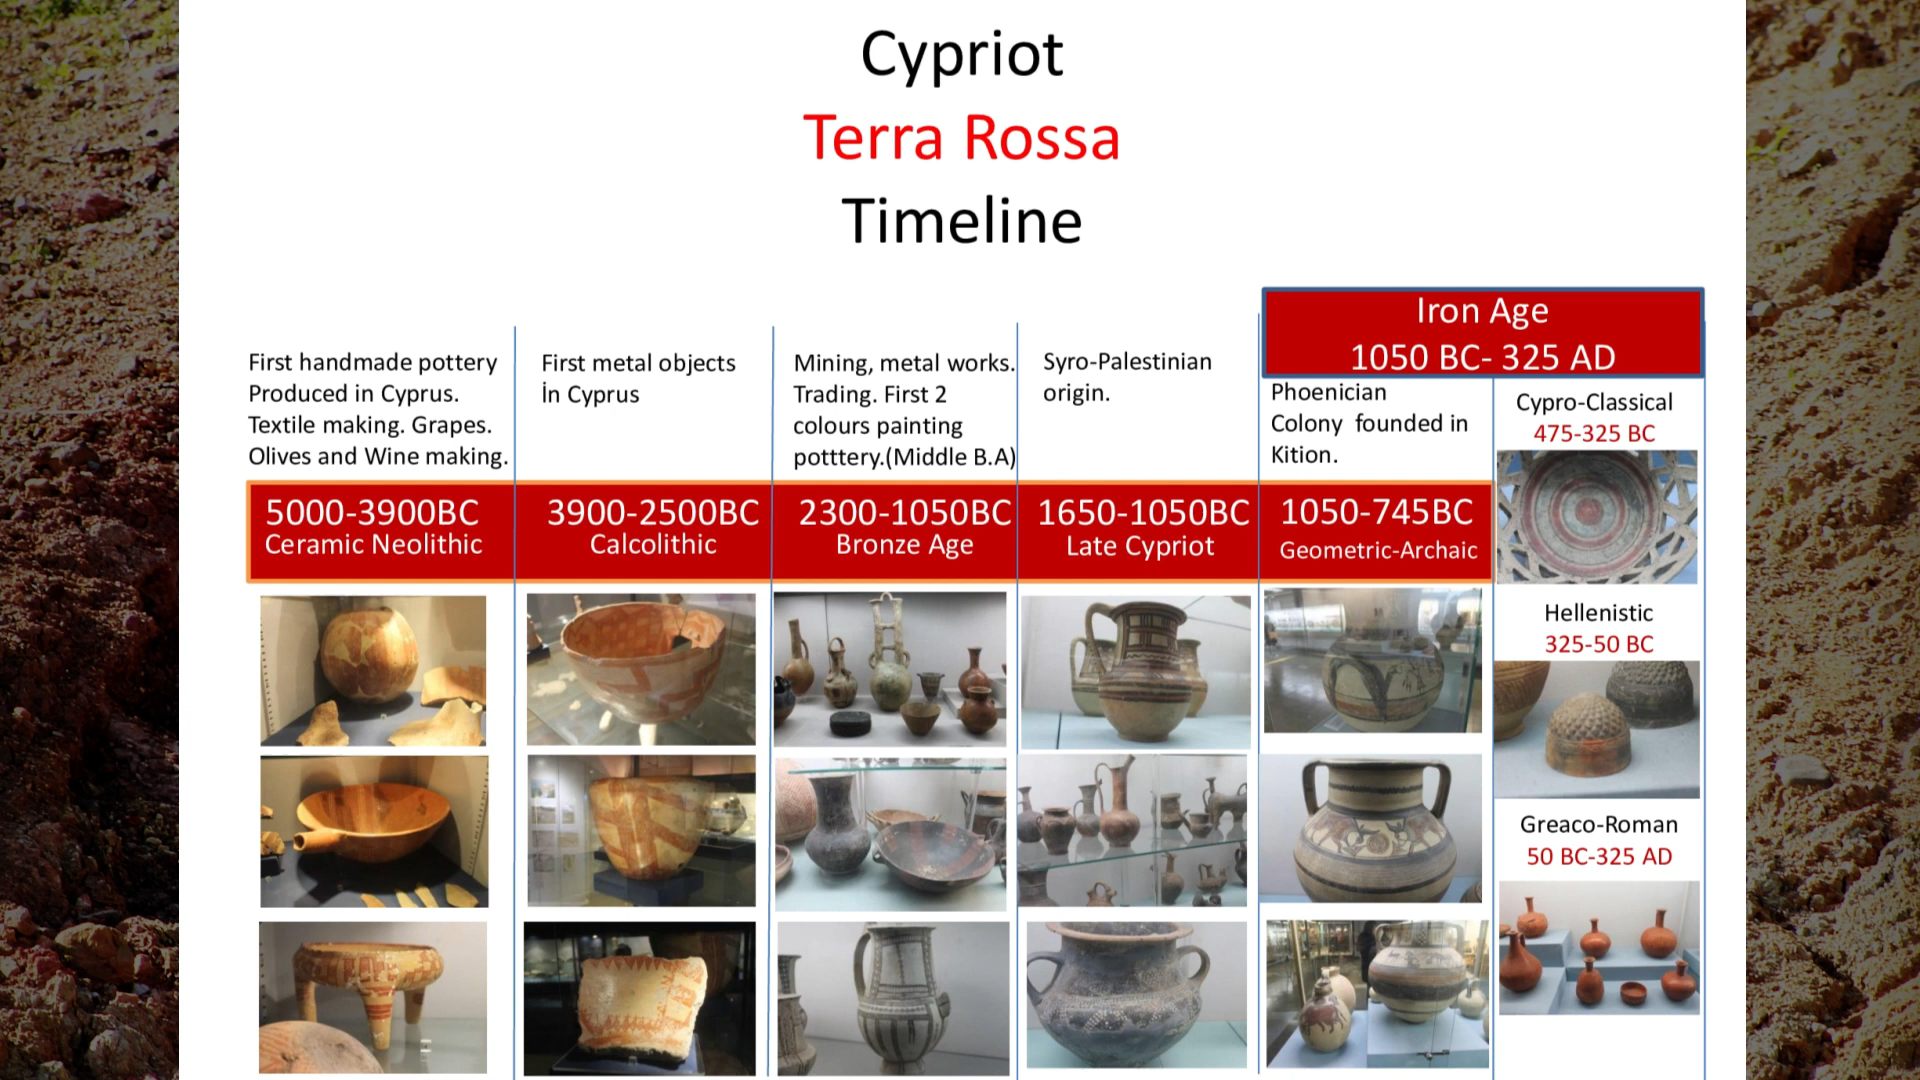 Cypriot
Terra Rossa
Timeline
First handmade pottery
Produced in Cyprus.
Textile making. Grapes.
Olives and Wine making.
5000-3900BC
Ceramic Neolithic
First metal objects
İn Cyprus
3900-2500BC
Calcolithic
Mining, metal works.
Trading. First 2
colours painting
potttery.(Middle B.A)
2300-1050BC
Bronze Age
Syro-Palestinian
origin.
1650-1050BC
Late Cypriot
Iron Age
1050 BC- 325 AD
Phoenician
Colony  founded in
Kition.
1050-745BC
Geometric-Archaic
Cypro-Classical
475-325 BC
Hellenistic
325-50 BC
Greaco-Roman
50 BC-325 AD